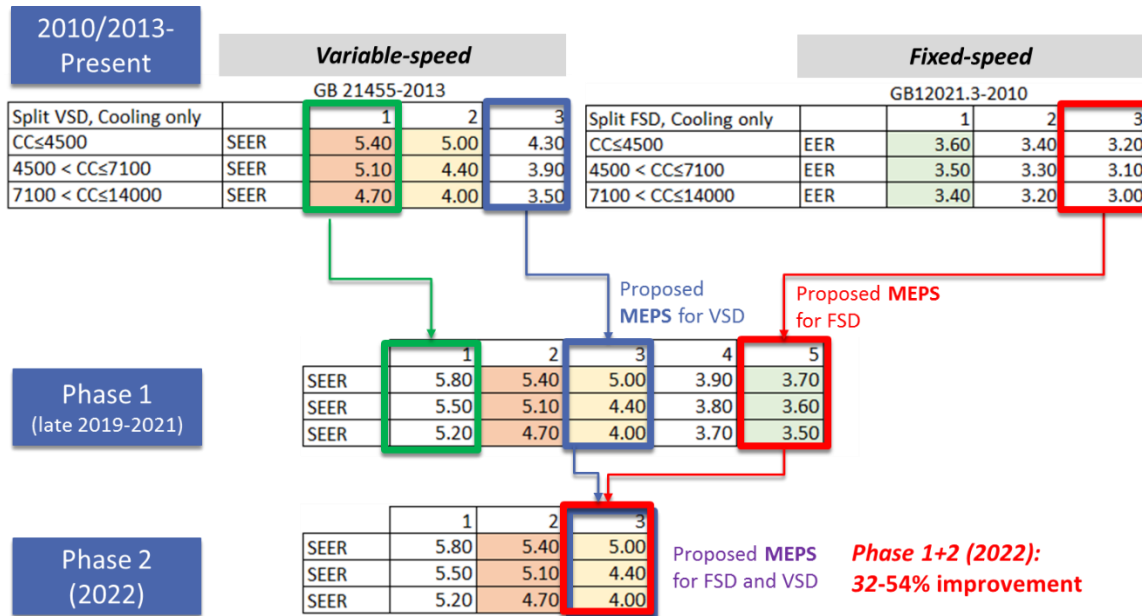 2010/2013-
Present
Variable-speed
Fixed-speed
GB 21455-2013
GB12021.3-2010
Split VSD, Cooling only 1 2 3
CC≤4500 SEER 5.40 5.00 4.30
4500 < CC≤7100 SEER 5.10 4.40 3.90
7100 < CC≤14000 SEER 4.70 4.00 3.50
Split FSD, Cooling only 1 2 3
CC≤4500 EER 3.60 3.40 3.20
4500 < CC≤7100 EER 3.50 3.30 3.10
7100 < CC≤14000 EER 3.40 3.20 3.00
Proposed
MEPS for VSD
Proposed MEPS
for FSD
Phase 1
(late 2019-2021)
1 2 3 4 5
SEER 5.80 5.40 5.00 3.90 3.70
SEER 5.50 5.10 4.40 3.80 3.60
SEER 5.20 4.70 4.00 3.70 3.50
Phase 2
(2022)
1 2 3
SEER 5.80 5.40 5.00
SEER 5.50 5.10 4.40
SEER 5.20 4.70 4.00
Proposed MEPS
for FSD and VSD
Phase 1+2 (2022):
32-54% improvement